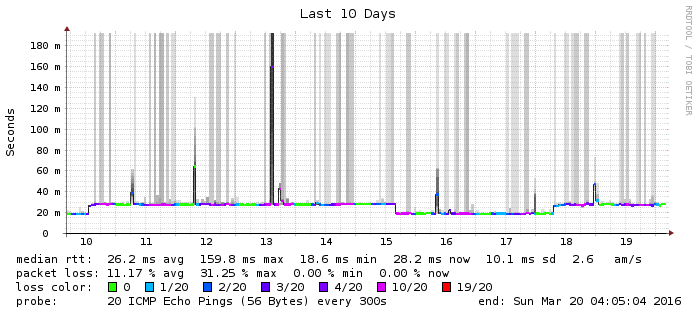 Last 10 Days
RRDTOOL / TOBI OETIKER
Seconds
180 m
160 m
140 m
120 m
100 m
80 m
60 m
40 m
20 m
0
10 11 12 13 14 15 16 17 18 19
median rtt: 26.2 ms avg 159.8 ms max 18.6 ms min 28.2 ms now 10.1 ms sd 2.6 am/s
packet loss: 11.17 % avg 31.25 % max 0.00 % min 0.00 % now
loss color: 0 1/20 2/20 3/20 4/20 10/20 19/20
probe: 20 ICMP Echo Pings (56 Bytes) every 300s end: Sun Mar 20 04:05:04 2016